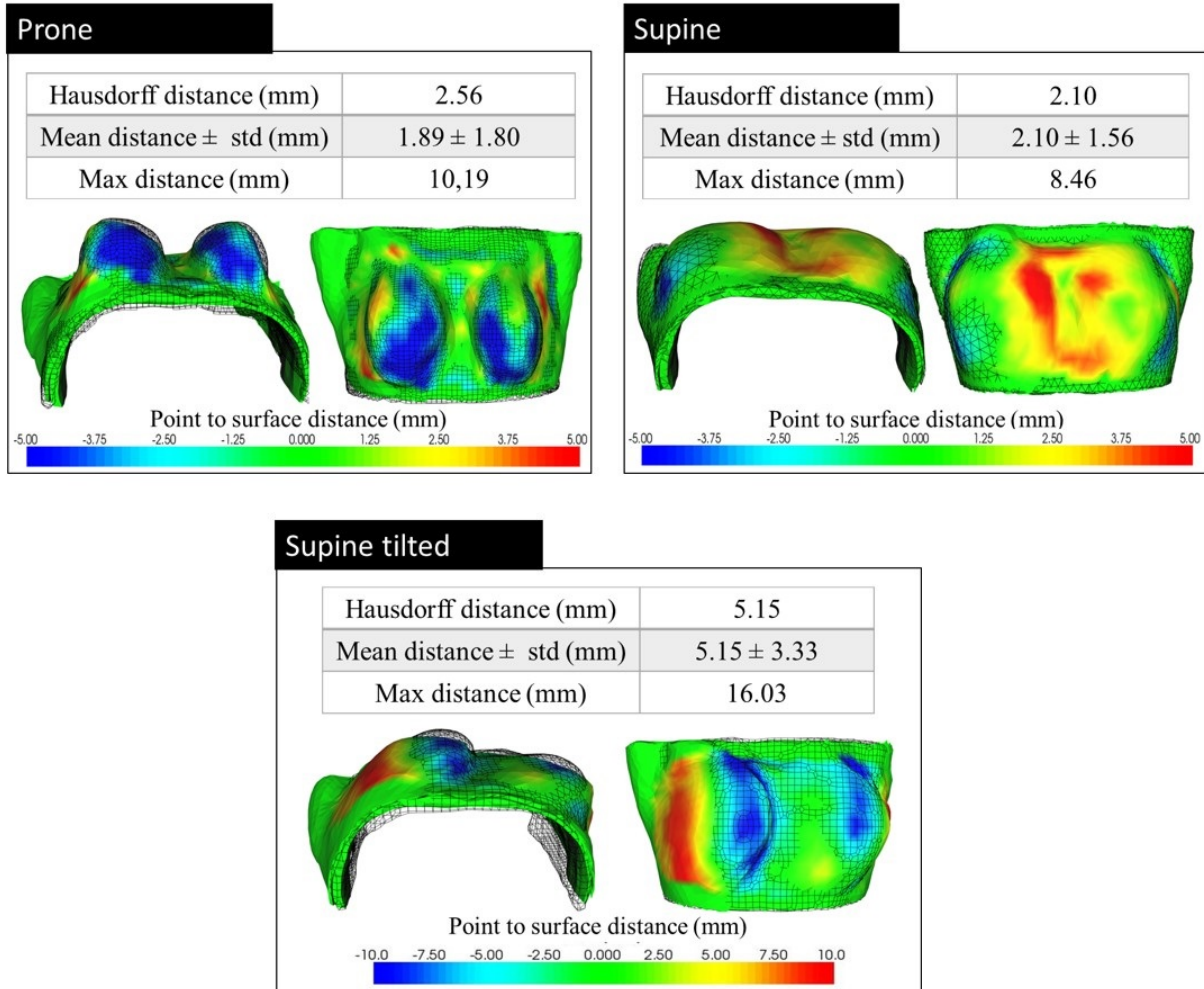 Prone
Hausdorff distance (mm) 2.56
Mean distance ± std (mm) 1.89 ± 1.80
Max distance (mm) 10,19
Point to surface distance (mm)
-5.00 -3.75 -2.50 -1.25 0.000 1.25 2.50 3.75 5.00
Supine
Hausdorff distance (mm) 2.10
Mean distance ± std (mm) 2.10 ± 1.56
Max distance (mm) 8.46
Point to surface distance (mm)
-5.00 -3.75 -2.50 -1.25 0.000 1.25 2.50 3.75 5.00
Supine tilted
Hausdorff distance (mm) 5.15
Mean distance ± std (mm) 5.15 ± 3.33
Max distance (mm) 16.03
Point to surface distance (mm)
-10.0 -7.50 -5.00 -2.50 0.000 2.50 5.00 7.50 10.0